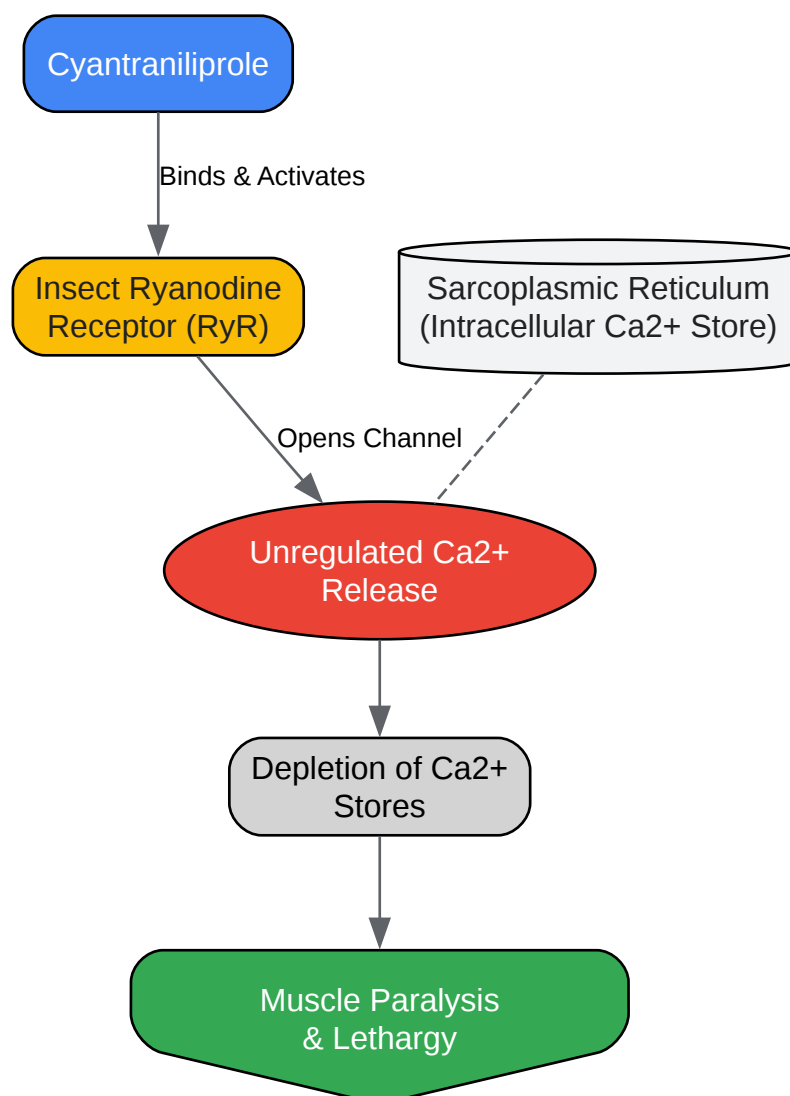 Cyantraniliprole
Binds & Activates
Insect Ryanodine
Receptor (RyR)
Sarcoplasmic Reticulum
(Intracellular Ca2+ Store)
Opens Channel
Unregulated Ca2+
Release
Depletion of Ca2+
Stores
Muscle Paralysis
& Lethargy